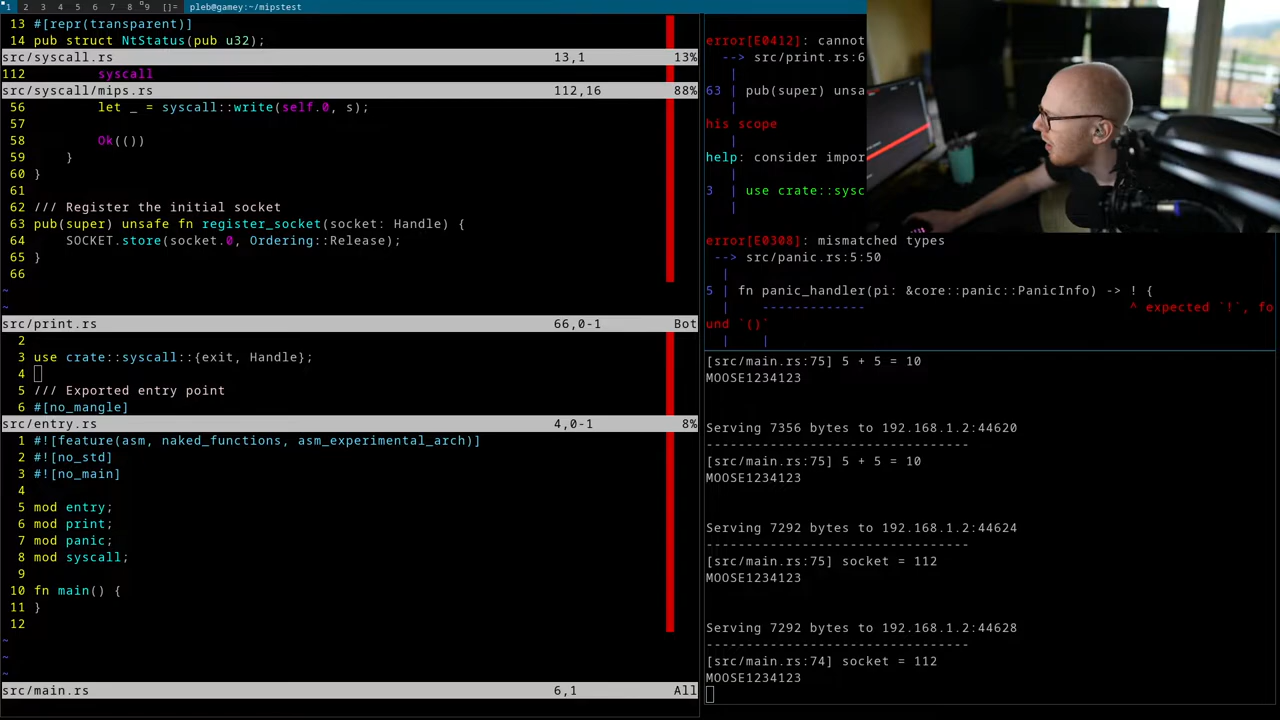 1 2 3 4 5 6 7 8 9 []= pleb@gamey:~/mipstest
13 #[repr(transparent)]
14 pub struct NtStatus(pub u32);
src/syscall.rs 13,1 13%
112 syscall
src/syscall/mips.rs 112,16 88%
56 let _ = syscall::write(self.0, s);
57
58 Ok(())
59 }
60 }
61
62 /// Register the initial socket
63 pub(super) unsafe fn register_socket(socket: Handle) {
64 SOCKET.store(socket.0, Ordering::Release);
65 }
66
~
~
src/print.rs 66,0-1 Bot
2
3 use crate::syscall::{exit, Handle};
4
5 /// Exported entry point
6 #[no_mangle]
src/entry.rs 4,0-1 8%
1 #![feature(asm, naked_functions, asm_experimental_arch)]
2 #![no_std]
3 #![no_main]
4
5 mod entry;
6 mod print;
7 mod panic;
8 mod syscall;
9
10 fn main() {
11 }
12
~
~
~
src/main.rs 6,1 All
error[E0412]: cannot
--> src/print.rs:6
|
63 | pub(super) unsa
|
his scope
|
help: consider impor
|
3 | use crate::sysc
|
error[E0308]: mismatched types
--> src/panic.rs:5:50
|
5 | fn panic_handler(pi: &core::panic::PanicInfo) -> ! {
| ------------- ^ expected `!`, fo
und `()`
| |
[src/main.rs:75] 5 + 5 = 10
MOOSE1234123
Serving 7356 bytes to 192.168.1.2:44620
---------------------------------
[src/main.rs:75] 5 + 5 = 10
MOOSE1234123
Serving 7292 bytes to 192.168.1.2:44624
---------------------------------
[src/main.rs:75] socket = 112
MOOSE1234123
Serving 7292 bytes to 192.168.1.2:44628
---------------------------------
[src/main.rs:74] socket = 112
MOOSE1234123